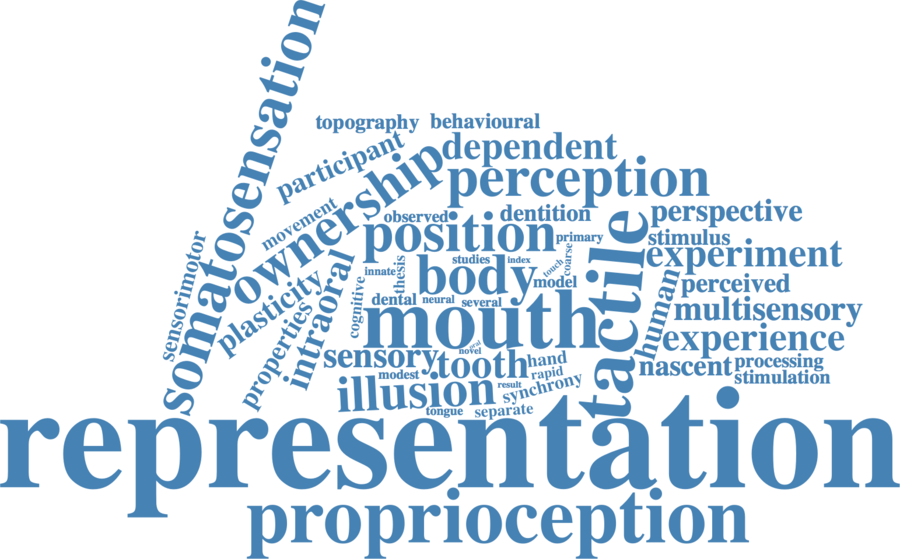 somatosensation
topography
behavioural
participant
dependent
ownership
perception
movement
observed
dentition
perspective
position
primary
stimulus
sensorimotor
experiment
tactile
studies
index
touch
coarse
thesis
innate
body
model
perceived
plasticity
cognitive
dental
neural
several
human
multisensory
intraoral
mouth
experience
properties
sensory
novel
oral
tooth
hand
nascent
processing
modest
rapid
stimulation
illusion
result
synchrony
tongue
separate
representation
proprioception